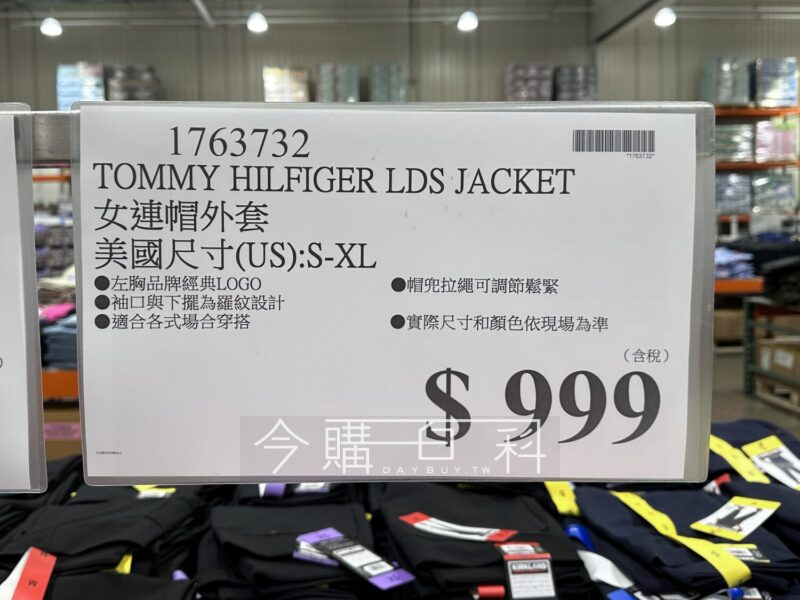 1763732
*1763732*
TOMMY HILFIGER LDS JACKET
女連帽外套
美國尺寸(US):S-XL
●左胸品牌經典LOGO
●袖口與下擺為羅紋設計
●適合各式場合穿搭
●帽兜拉繩可調節鬆緊
●實際尺寸和顏色依現場為準
(含稅)
$ 999
今購百科
DAYBUY.TW
M
XS
KIRKLAND
S